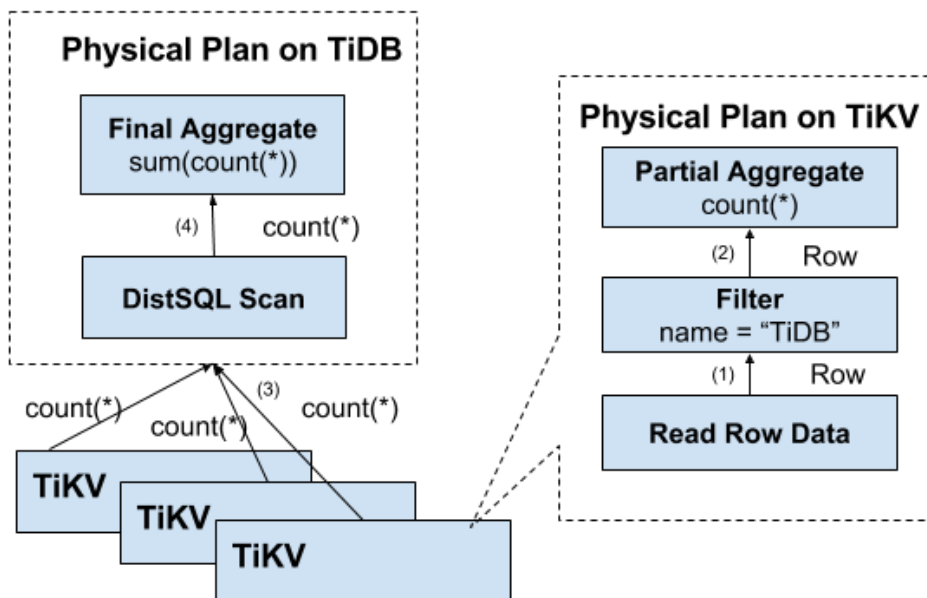 Physical Plan on TiDB
Final Aggregate
sum(count(*))
(4)
count(*)
DistSQL Scan
(3)
count(*)
count(*)
count(*)
TiKV
TiKV
TiKV
Physical Plan on TiKV
Partial Aggregate
count(*)
(2)
Row
Filter
name = “TiDB”
(1)
Row
Read Row Data